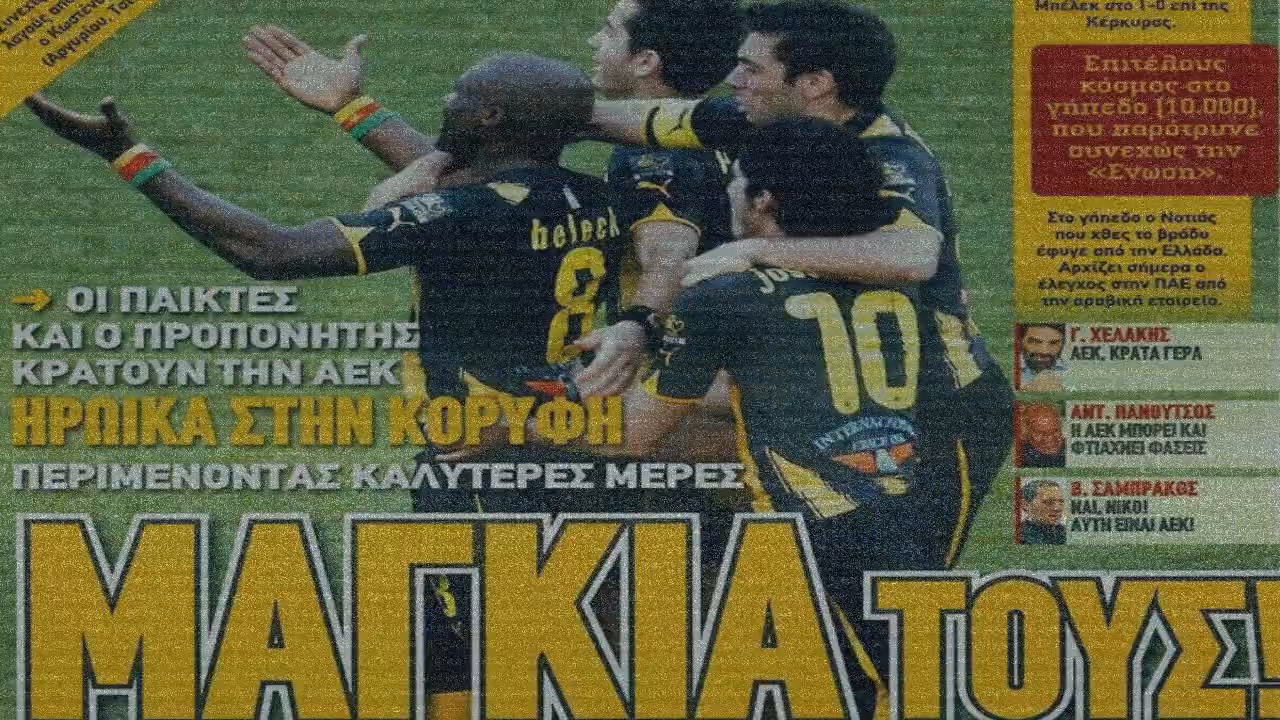 Μπέλεκ στο 1-0 επί της
Κέρκυρας.
Επιτέλους
κόσμος στο
γήπεδο (10.000),
που παρότρυνε
συνεχώς την
«Ένωση».
Στο γήπεδο ο Νοτιάς
που χθες το βράδυ
έφυγε από την Ελλάδα.
Αρχίζει σήμερα ο
έλεγχος στην ΠΑΕ από
την αραβική εταιρεία.
beleck
8
10
➔ ΟΙ ΠΑΙΚΤΕΣ
ΚΑΙ Ο ΠΡΟΠΟΝΗΤΗΣ
ΚΡΑΤΟΥΝ ΤΗΝ ΑΕΚ
ΗΡΩΙΚΑ ΣΤΗΝ ΚΟΡΥΦΗ
ΠΕΡΙΜΕΝΟΝΤΑΣ ΚΑΛΥΤΕΡΕΣ ΜΕΡΕΣ
Γ. ΧΕΛΑΚΗΣ
ΑΕΚ, ΚΡΑΤΑ ΓΕΡΑ
ΑΝΤ. ΠΑΝΟΥΤΣΟΣ
Η ΑΕΚ ΜΠΟΡΕΙ ΚΑΙ
ΦΤΙΑΧΝΕΙ ΦΑΣΕΙΣ
Β. ΣΑΜΠΡΑΚΟΣ
ΝΑΙ, ΝΙΚΟ!
ΑΥΤΗ ΕΙΝΑΙ ΑΕΚ!
ΜΑΓΚΙΑ ΤΟΥΣ!